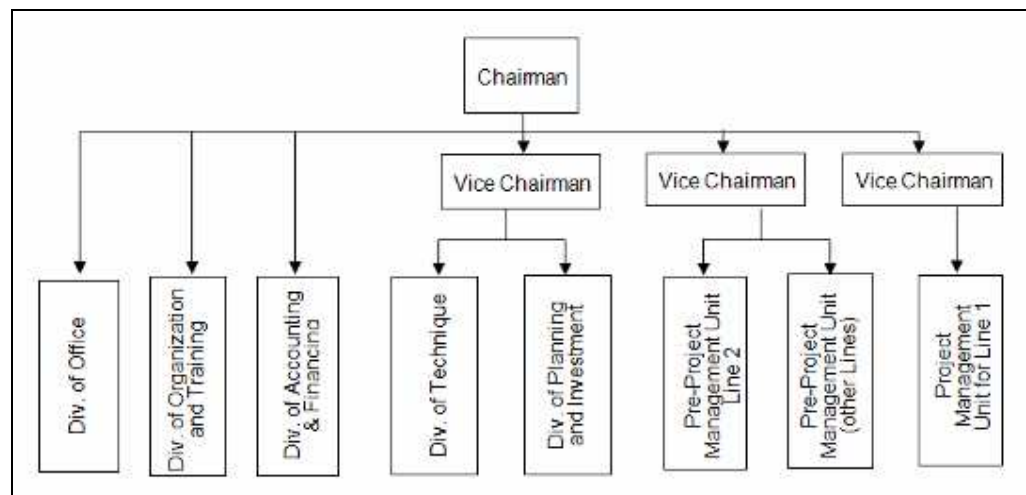 Chairman
Vice Chairman
Vice Chairman
Vice Chairman
Div. of Office
Div. of Organization
and Training
Div. of Accounting
& Financing
Div. of Technique
Div. of Planning
and Investment
Pre-Project
Management Unit
Line 2
Pre-Project
Management Unit
(other Lines)
Project
Management
Unit for Line 1